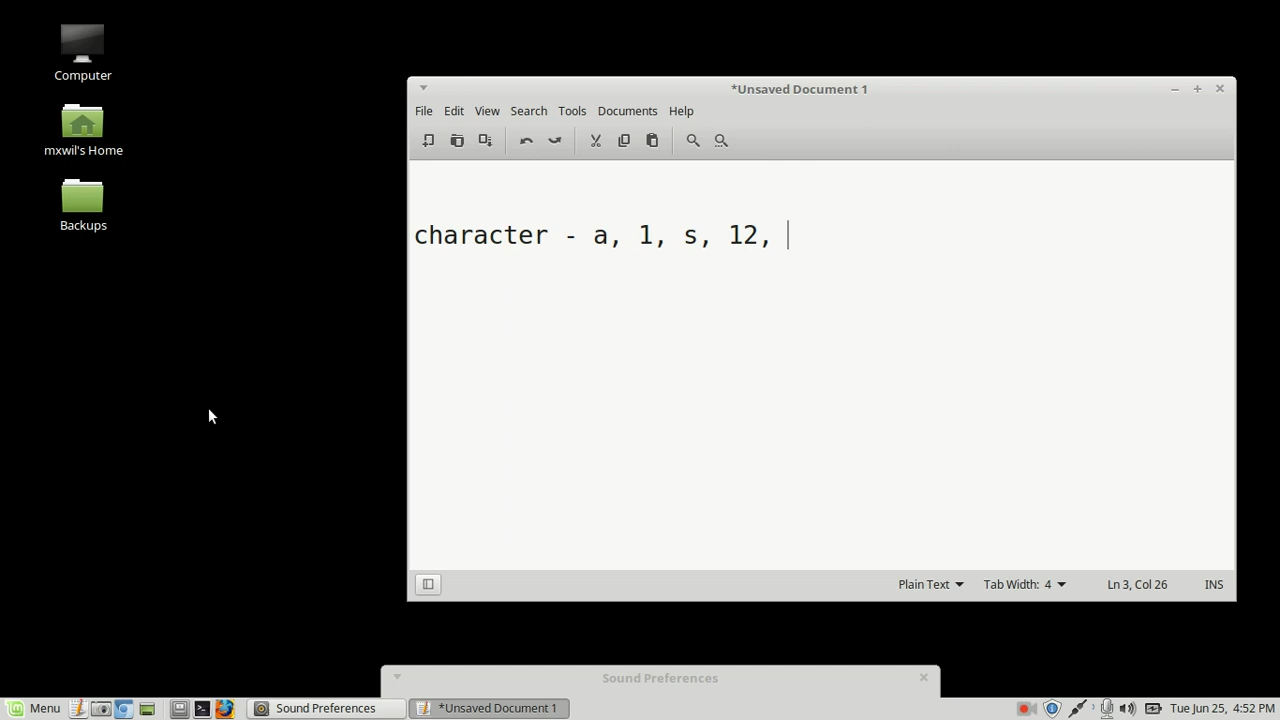 Computer
mxwil's Home
Backups
*Unsaved Document 1
File Edit View Search Tools Documents Help
character - a, 1, s, 12,
Plain Text Tab Width: 4 Ln 3, Col 26 INS
Sound Preferences
Menu Sound Preferences *Unsaved Document 1 Tue Jun 25, 4:52 PM